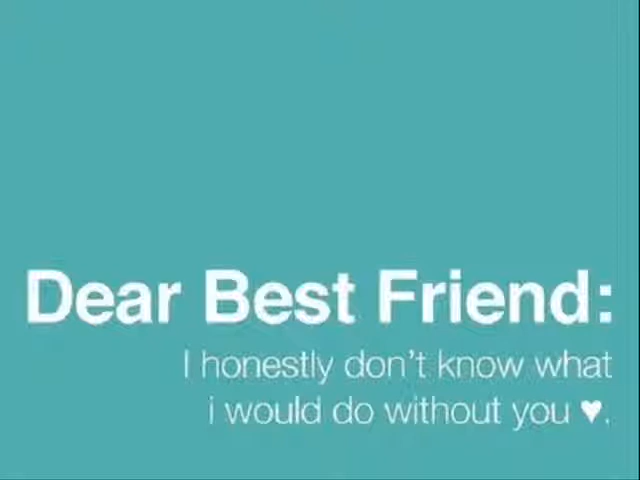 Dear Best Friend:
I honestly don't know what
i would do without you ♥.